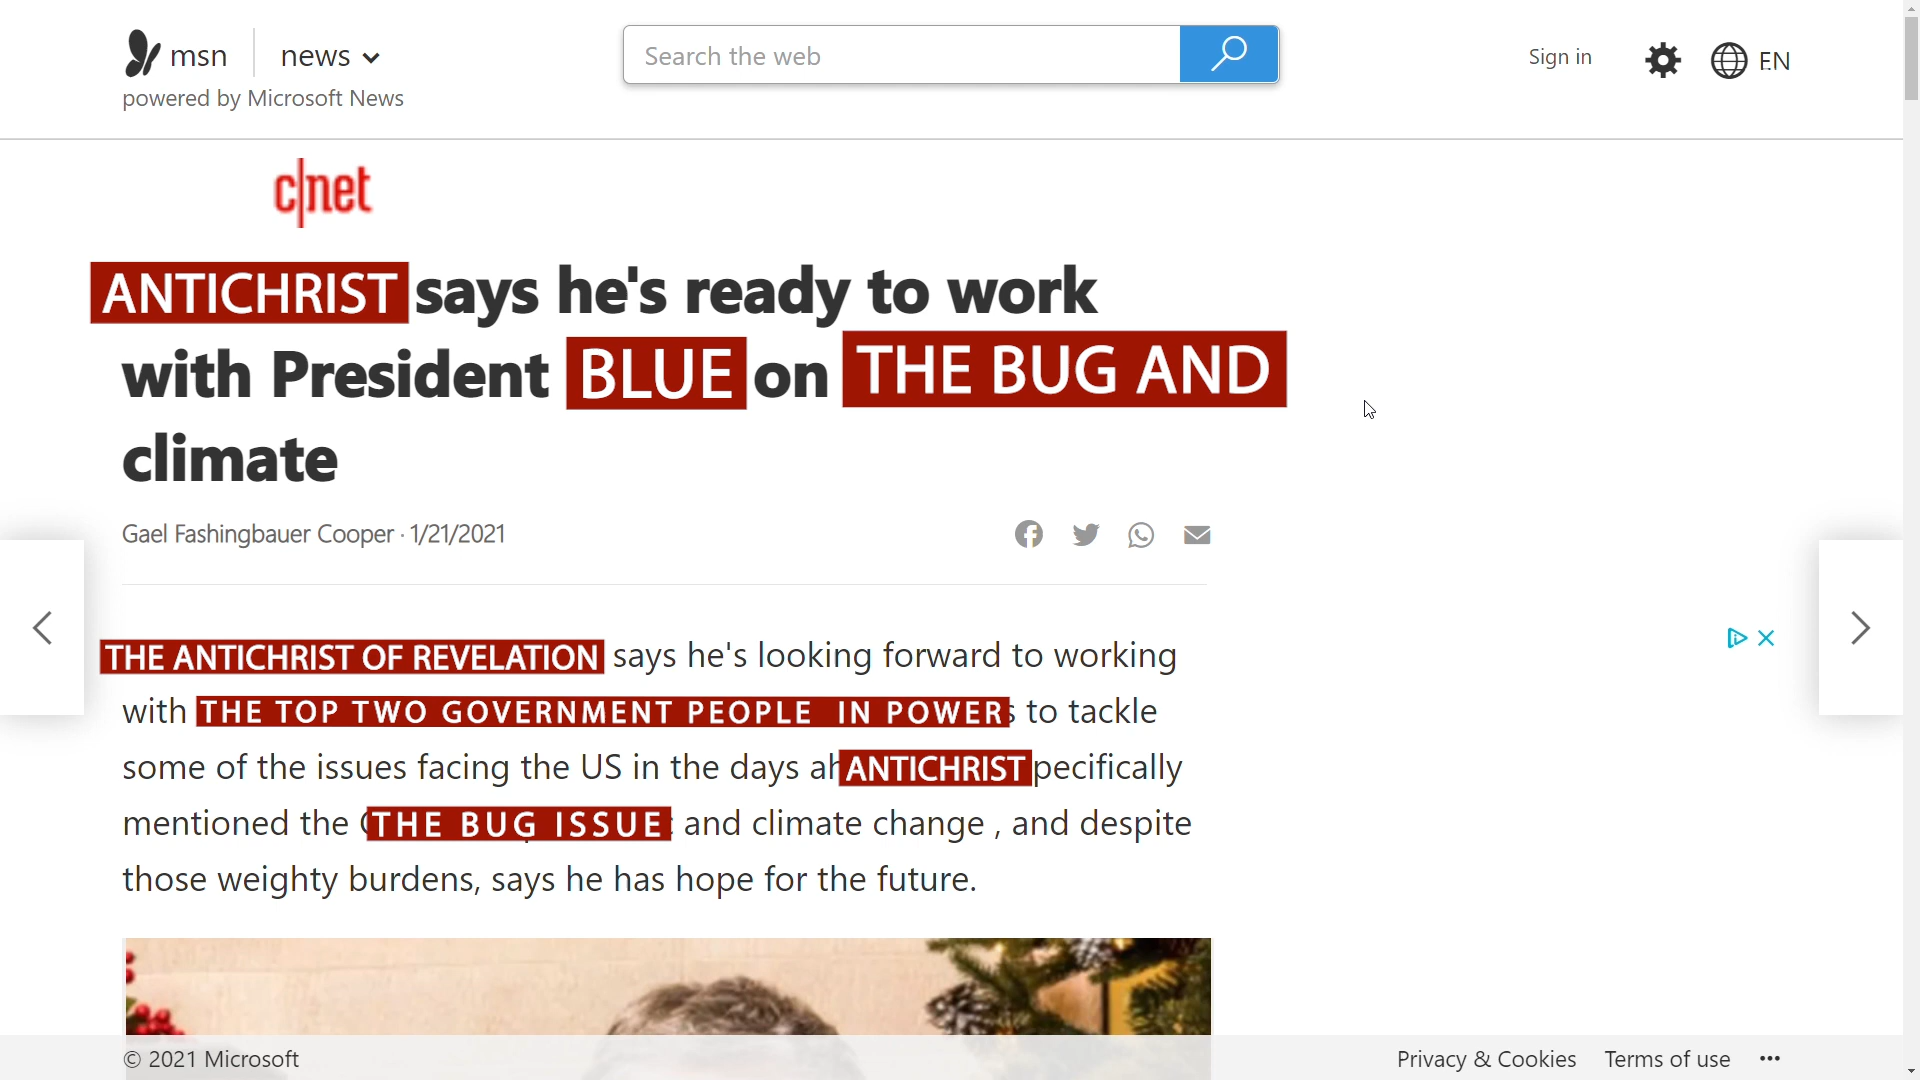 msn
news
powered by Microsoft News
Search the web
Sign in
EN
c|net
ANTICHRIST says he's ready to work
with President BLUE on THE BUG AND
climate
Gael Fashingbauer Cooper · 1/21/2021
THE ANTICHRIST OF REVELATION says he's looking forward to working
with THE TOP TWO GOVERNMENT PEOPLE IN POWERs to tackle
some of the issues facing the US in the days ah ANTICHRIST pecifically
mentioned the THE BUG ISSUE and climate change , and despite
those weighty burdens, says he has hope for the future.
© 2021 Microsoft
Privacy & Cookies
Terms of use